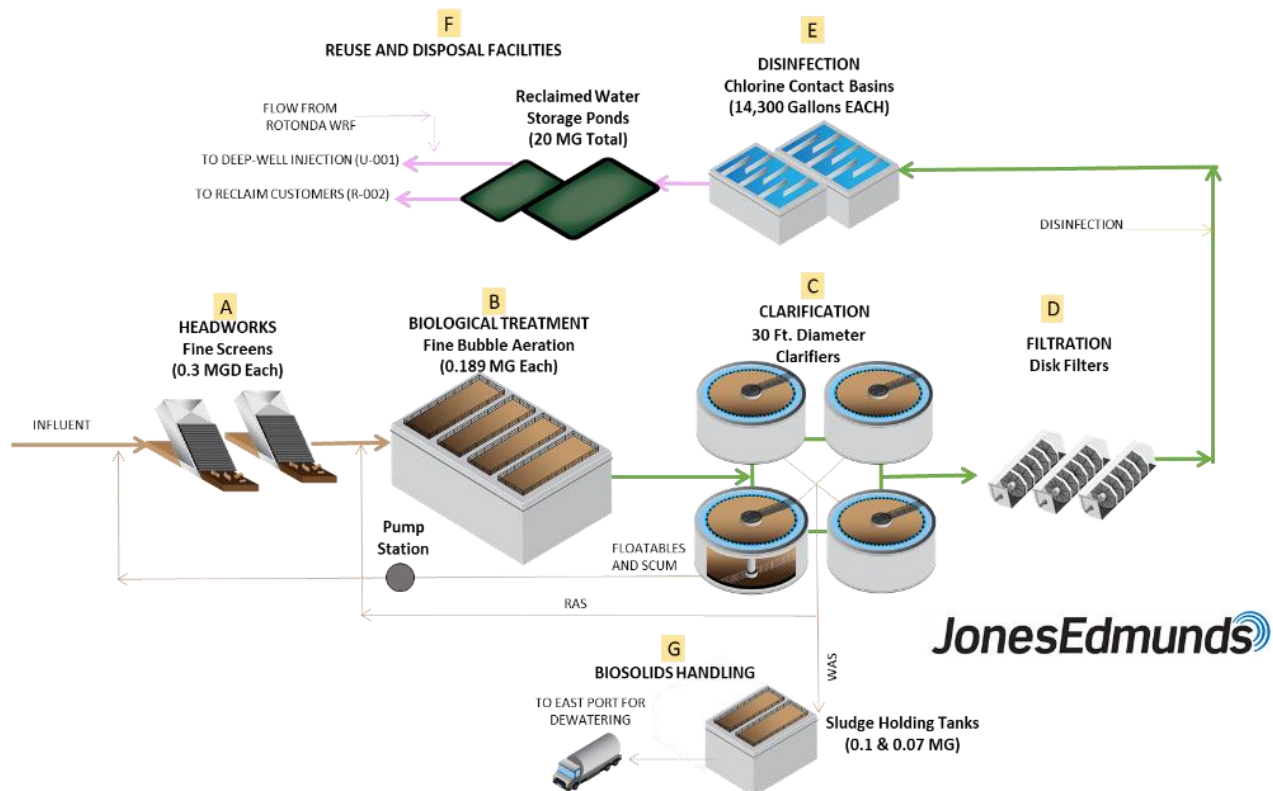 F
REUSE AND DISPOSAL FACILITIES
E
DISINFECTION
Chlorine Contact Basins
(14,300 Gallons EACH)
Reclaimed Water
Storage Ponds
(20 MG Total)
FLOW FROM
ROTONDA WRF
TO DEEP-WELL INJECTION (U-001)
TO RECLAIM CUSTOMERS (R-002)
DISINFECTION
A
HEADWORKS
Fine Screens
(0.3 MGD Each)
B
BIOLOGICAL TREATMENT
Fine Bubble Aeration
(0.189 MG Each)
C
CLARIFICATION
30 Ft. Diameter
Clarifiers
D
FILTRATION
Disk Filters
INFLUENT
Pump
Station
FLOATABLES
AND SCUM
RAS
WAS
JonesEdmunds
G
BIOSOLIDS HANDLING
TO EAST PORT FOR
DEWATERING
Sludge Holding Tanks
(0.1 & 0.07 MG)